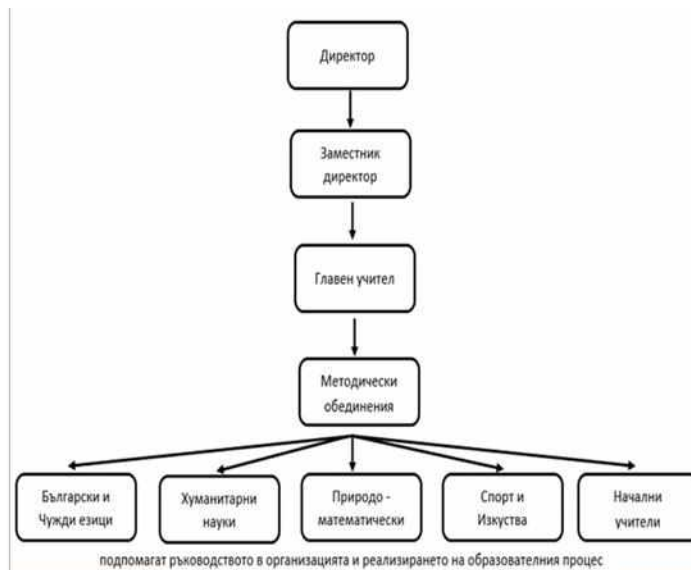 Директор
Заместник
директор
Главен учител
Методически
обединения
Български и
Чужди езици
Хуманитарни
науки
Природо -
математически
Спорт и
Изкуства
Начални
учители
подпомагат ръководството в организацията и реализирането на образователния процес